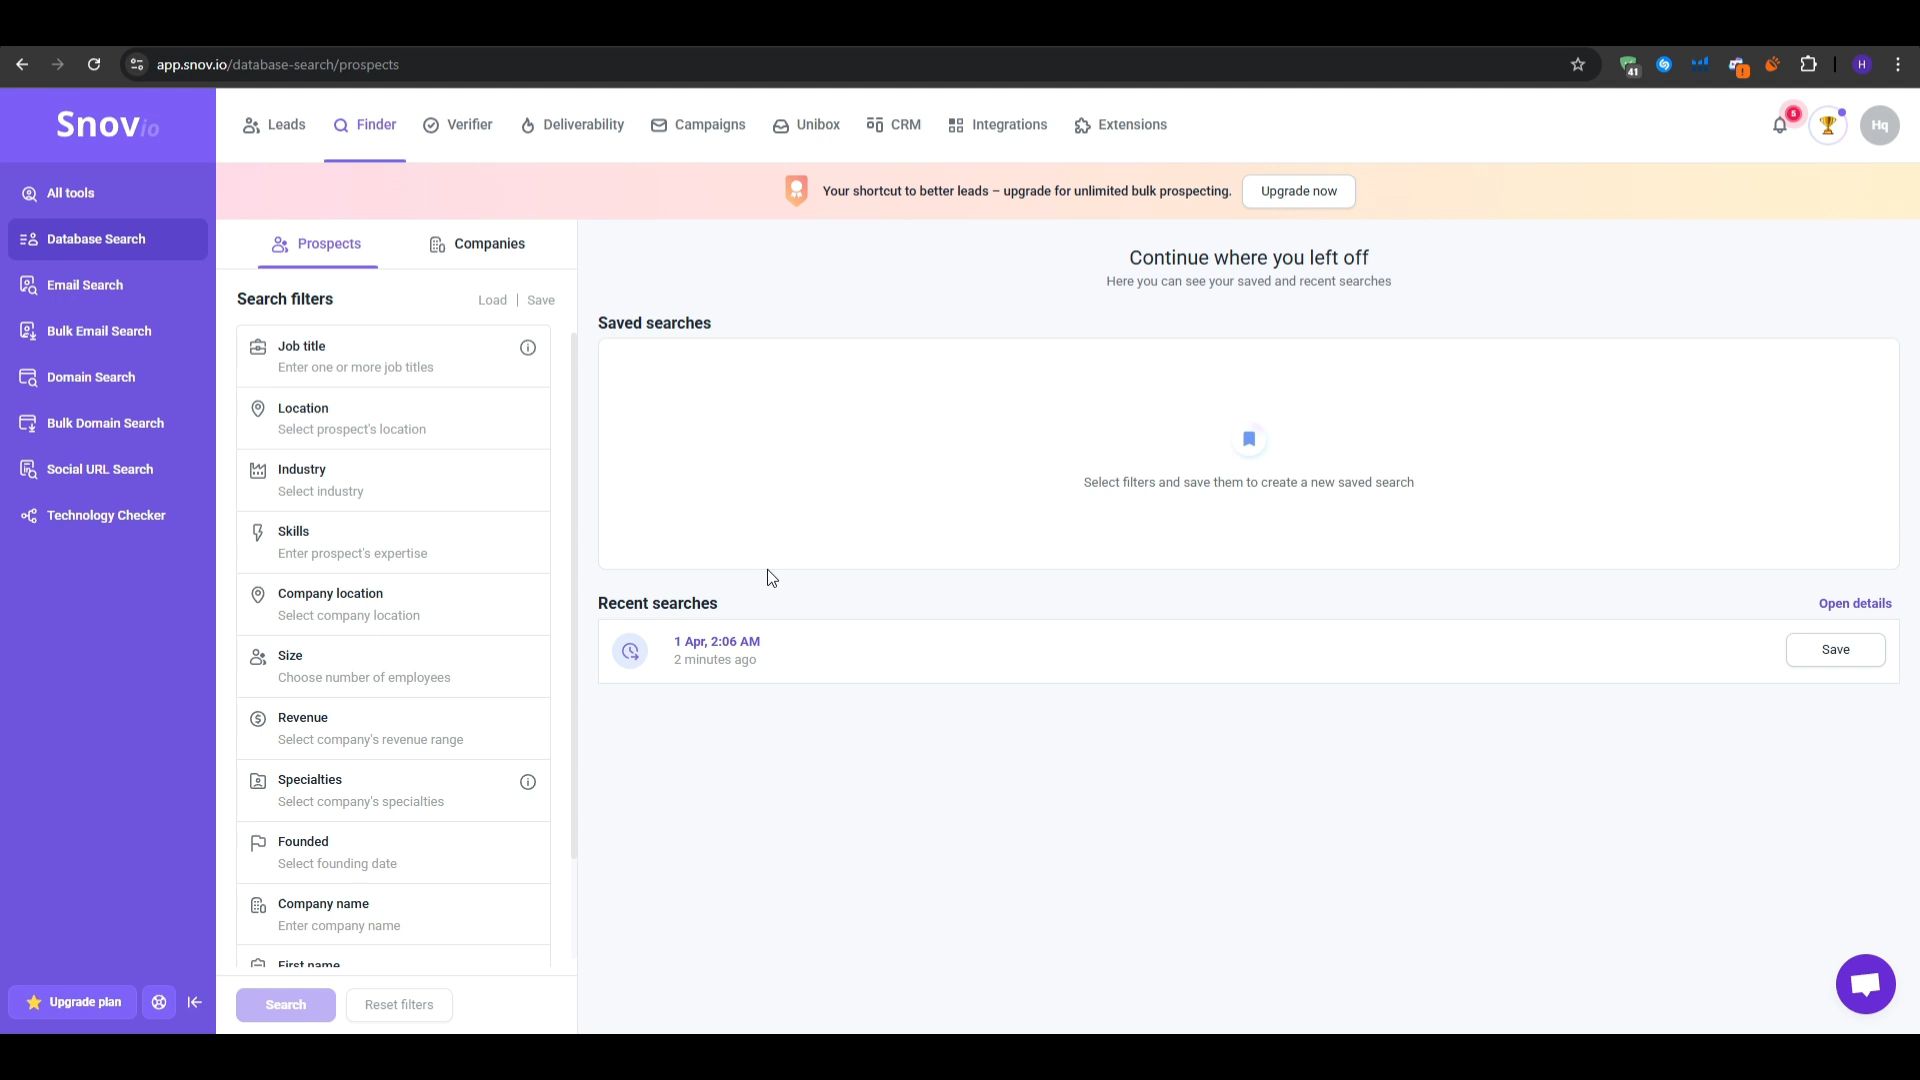 app.snov.io/database-search/prospects
41
H
Snovio
Leads
Finder
Verifier
Deliverability
Campaigns
Unibox
CRM
Integrations
Extensions
Hq
Your shortcut to better leads – upgrade for unlimited bulk prospecting.
Upgrade now
All tools
Database Search
Email Search
Bulk Email Search
Domain Search
Bulk Domain Search
Social URL Search
Technology Checker
Upgrade plan
Prospects
Companies
Search filters
Load | Save
Job title
Enter one or more job titles
Location
Select prospect's location
Industry
Select industry
Skills
Enter prospect's expertise
Company location
Select company location
Size
Choose number of employees
Revenue
Select company's revenue range
Specialties
Select company's specialties
Founded
Select founding date
Company name
Enter company name
First name
Search
Reset filters
Continue where you left off
Here you can see your saved and recent searches
Saved searches
Select filters and save them to create a new saved search
Recent searches
Open details
1 Apr, 2:06 AM
2 minutes ago
Save